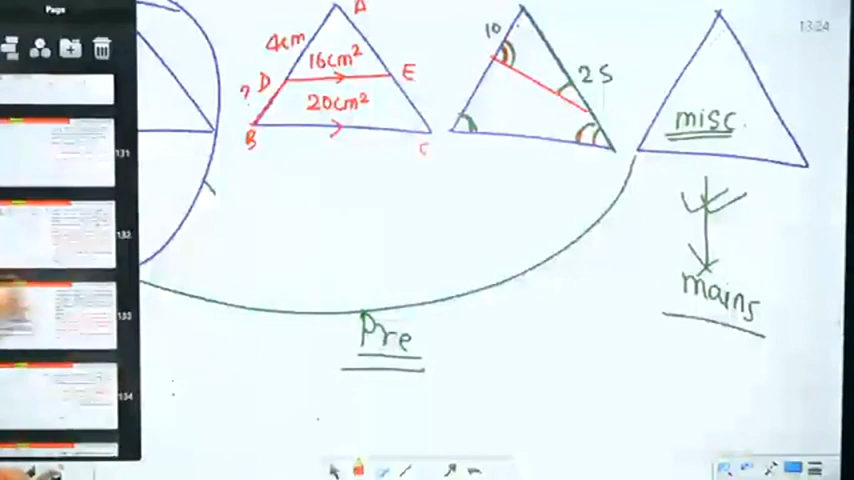 Page
13:24
A
4cm
16cm²
D
E
?
20cm²
B
C
10
25
misc.
mains
Pre
131
132
133
134